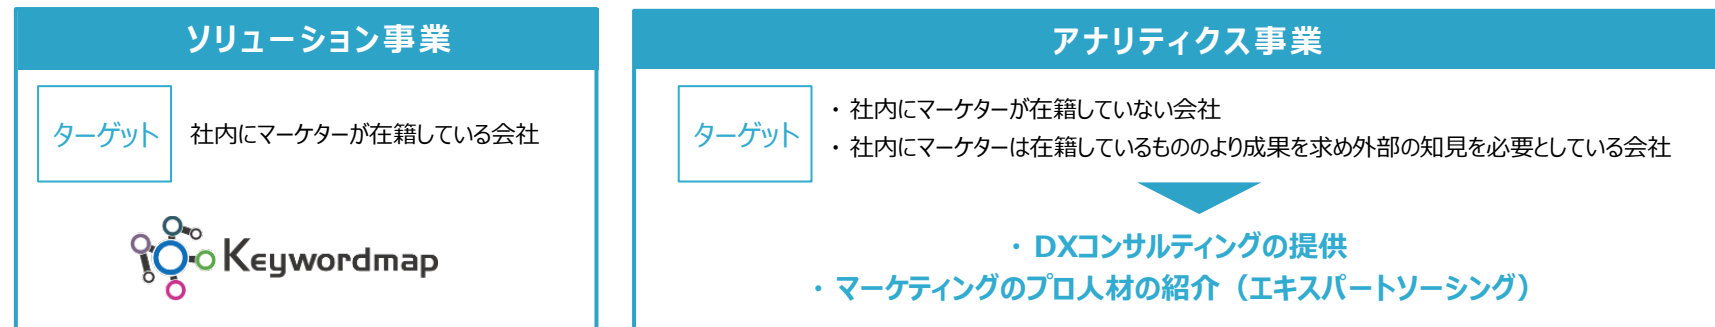 ソリューション事業
ターゲット
社内にマーケターが在籍している会社
Keywordmap
アナリティクス事業
ターゲット
・社内にマーケターが在籍していない会社
・社内にマーケターは在籍しているもののより成果を求め外部の知見を必要としている会社
・DXコンサルティングの提供
・マーケティングのプロ人材の紹介（エキスパートソーシング）